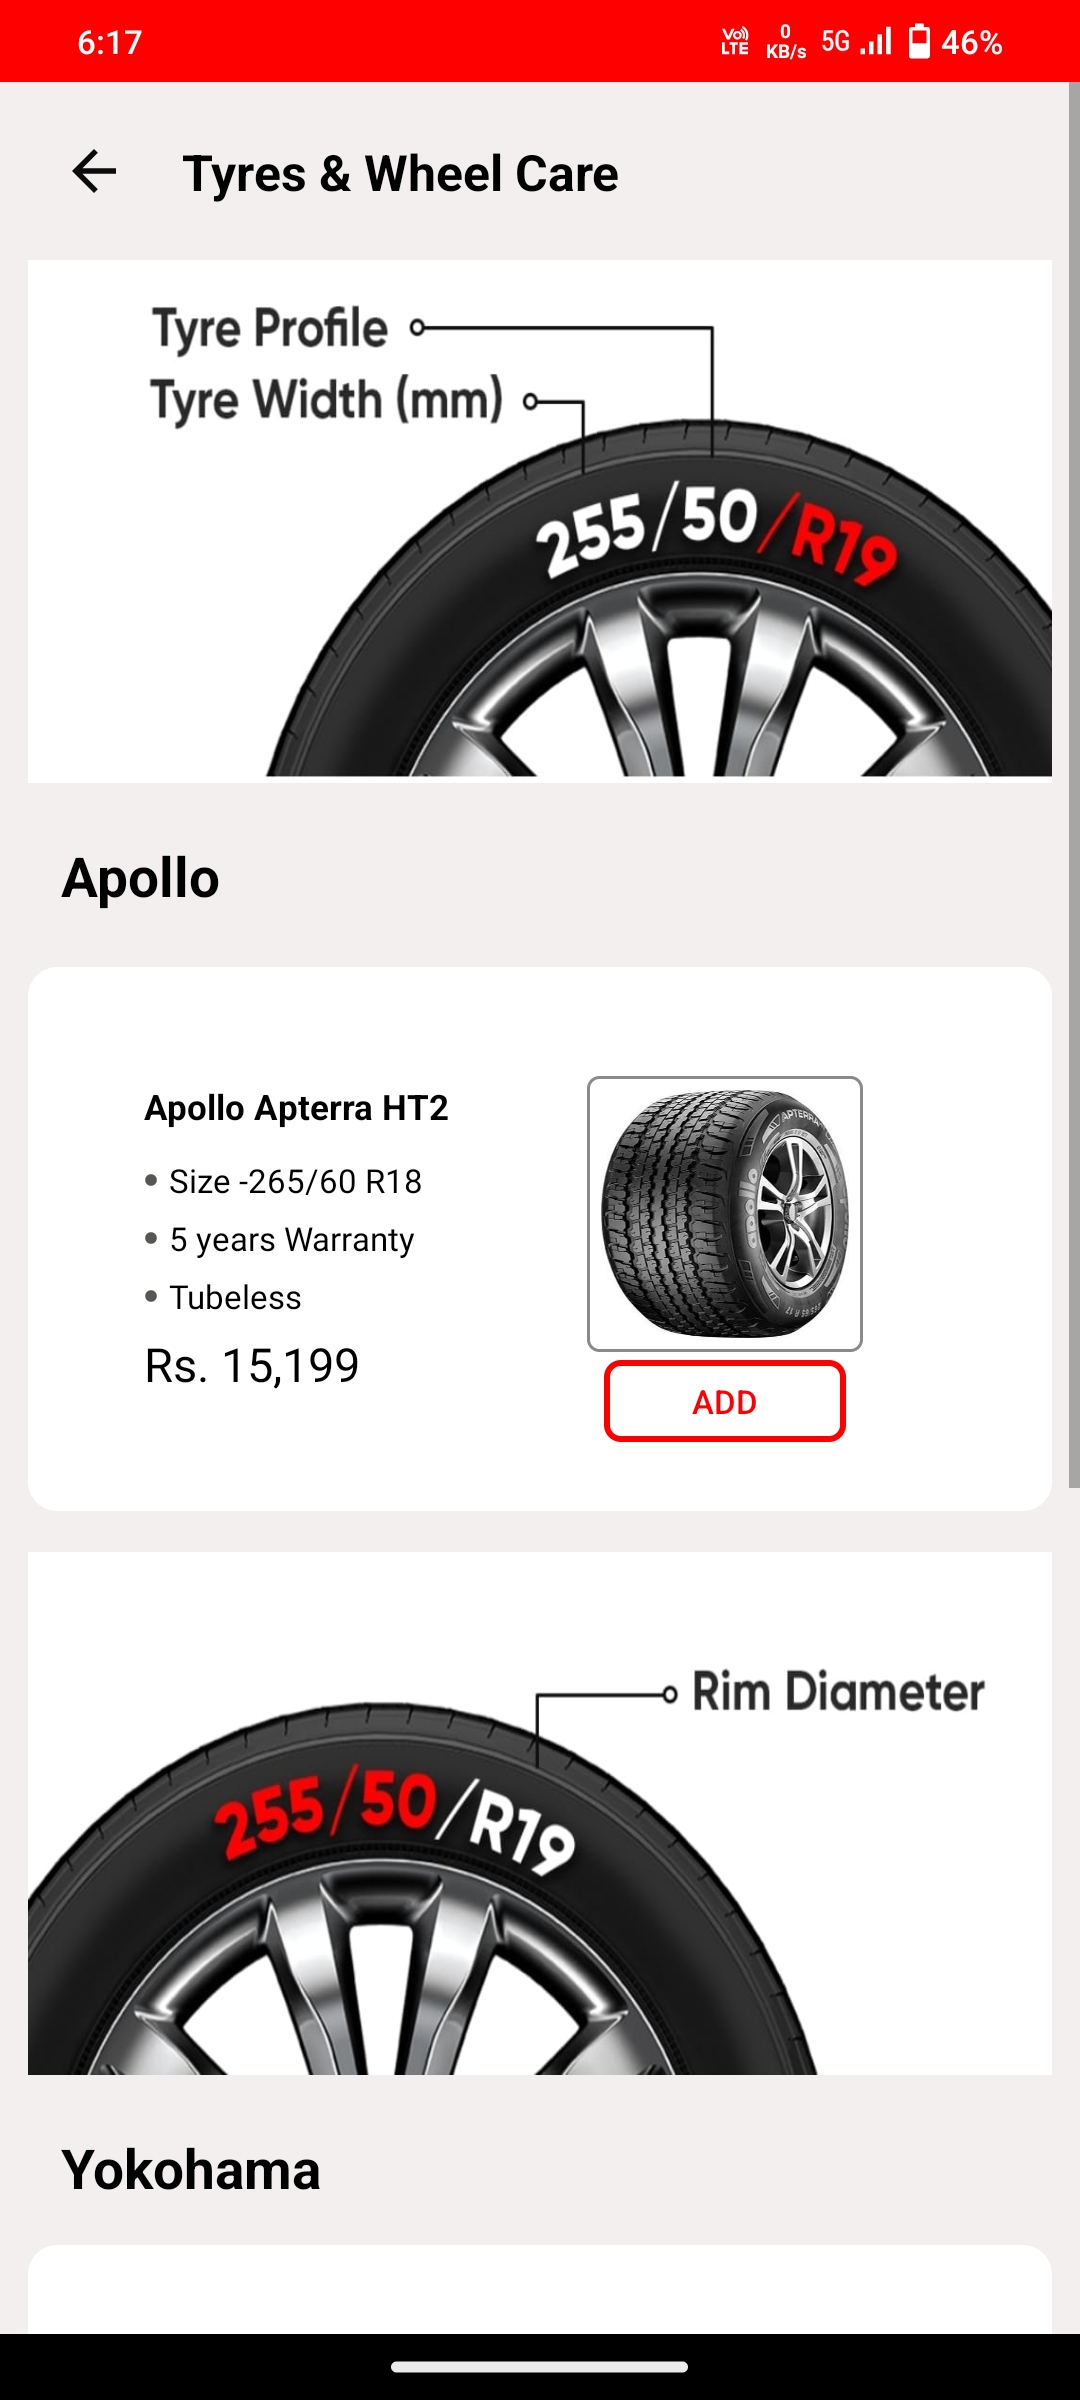 6:17
Vo)) LTE
0 KB/s
5G
46%
Tyres & Wheel Care
Tyre Profile
Tyre Width (mm)
255/50/R19
Apollo
Apollo Apterra HT2
• Size -265/60 R18
• 5 years Warranty
• Tubeless
Rs. 15,199
APTERRA
apollo
ADD
Rim Diameter
255/50/R19
Yokohama